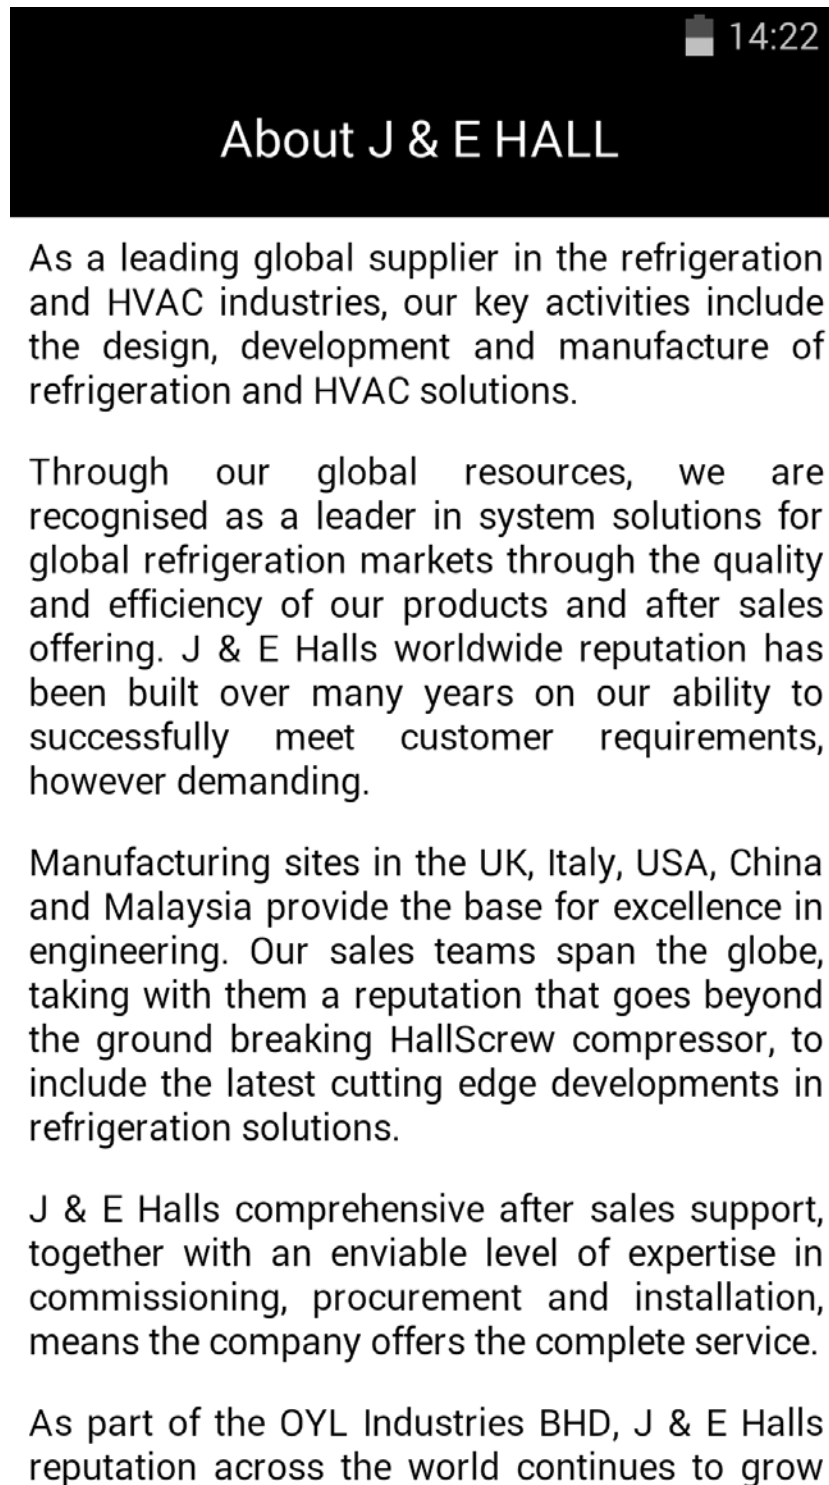 14:22
About J & E HALL
As a leading global supplier in the refrigeration
and HVAC industries, our key activities include
the design, development and manufacture of
refrigeration and HVAC solutions.
Through our global resources, we are
recognised as a leader in system solutions for
global refrigeration markets through the quality
and efficiency of our products and after sales
offering. J & E Halls worldwide reputation has
been built over many years on our ability to
successfully meet customer requirements,
however demanding.
Manufacturing sites in the UK, Italy, USA, China
and Malaysia provide the base for excellence in
engineering. Our sales teams span the globe,
taking with them a reputation that goes beyond
the ground breaking HallScrew compressor, to
include the latest cutting edge developments in
refrigeration solutions.
J & E Halls comprehensive after sales support,
together with an enviable level of expertise in
commissioning, procurement and installation,
means the company offers the complete service.
As part of the OYL Industries BHD, J & E Halls
reputation across the world continues to grow